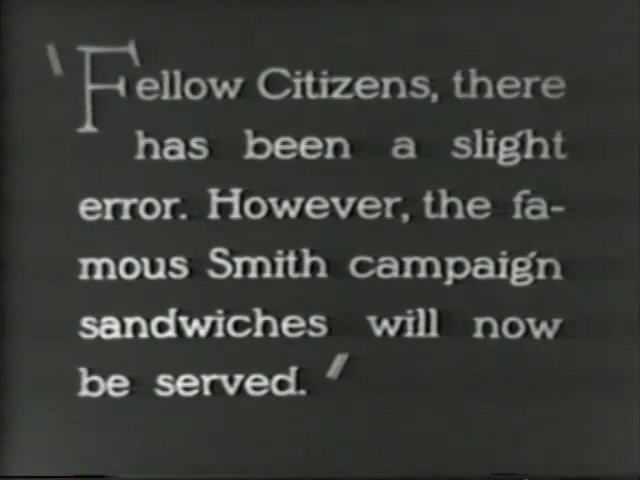 "Fellow Citizens, there
has been a slight
error. However, the fa-
mous Smith campaign
sandwiches will now
be served."